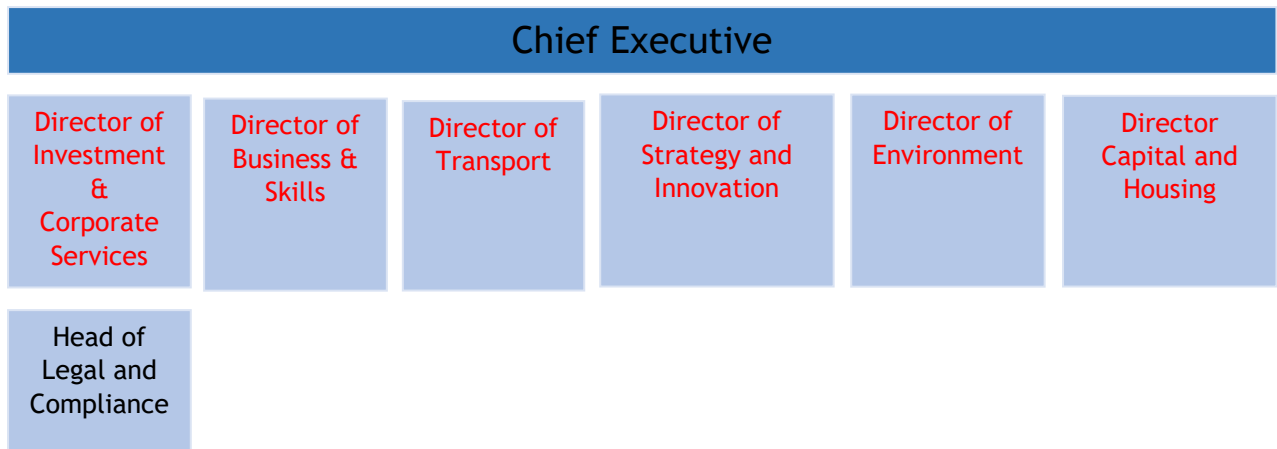 Chief Executive
Director of
Investment
&
Corporate
Services
Director of
Business &
Skills
Director of
Transport
Director of
Strategy and
Innovation
Director of
Environment
Director
Capital and
Housing
Head of
Legal and
Compliance